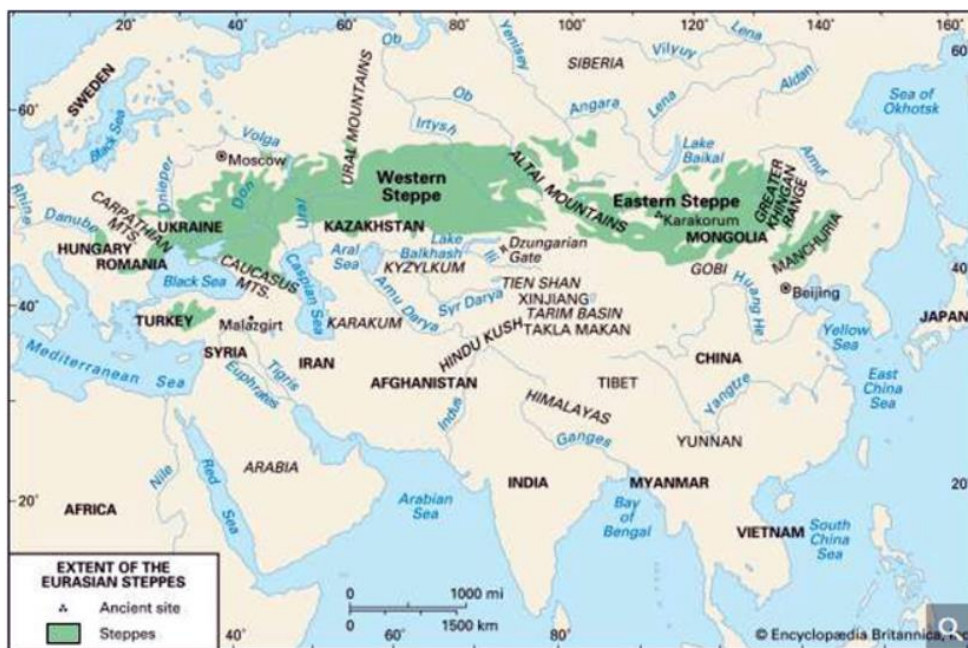 20° 40° 60° 80° 100° 120° 140° 160°
60
Ob
Yenisey
Lena
Vilyuy
SIBERIA
Aldan
Sea of
Okhotsk
SWEDEN
Black Sea
60°
Volga
Moscow
URAL MOUNTAINS
Ob
Irtysh
Angara
Lena
Lake
Baikal
Amur
Rhine
Danube
CARPATHIAN
MTS.
Dnieper
UKRAINE
Don
Ural
Western
Steppe
KAZAKHSTAN
ALTAI MOUNTAINS
Eastern Steppe
Karakorum
MONGOLIA
GREATER
KHINGAN
RANGE
MANCHURIA
HUNGARY
ROMANIA
Black Sea
CAUCASUS
MTS.
Caspian Sea
Aral
Sea
Lake
Balkhash
Ili
KYZYLKUM
Dzungarian
Gate
GOBI
Huang He
Beijing
40
40°
TURKEY
Malazgirt
KARAKUM
Amu Darya
Syr Darya
TIEN SHAN
XINJIANG
TARIM BASIN
TAKLA MAKAN
JAPAN
Mediterranean Sea
SYRIA
Euphrates
Tigris
IRAN
HINDU KUSH
AFGHANISTAN
TIBET
CHINA
Yellow
Sea
East
China
Sea
Indus
HIMALAYAS
Ganges
Yangtze
YUNNAN
Nile
Red
Sea
ARABIA
20°
AFRICA
Arabian
Sea
INDIA
Bay
of
Bengal
MYANMAR
VIETNAM
South
China
Sea
20°
EXTENT OF THE
EURASIAN STEPPES
Ancient site
Steppes
0 1000 mi
0 1500 km
40° 60° 80°
© Encyclopædia Britannica,